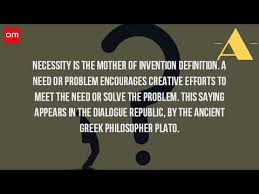 am
A
NECESSITY IS THE MOTHER OF INVENTION DEFINITION. A
NEED OR PROBLEM ENCOURAGES CREATIVE EFFORTS TO
MEET THE NEED OR SOLVE THE PROBLEM. THIS SAYING
APPEARS IN THE DIALOGUE REPUBLIC, BY THE ANCIENT
GREEK PHILOSOPHER PLATO.